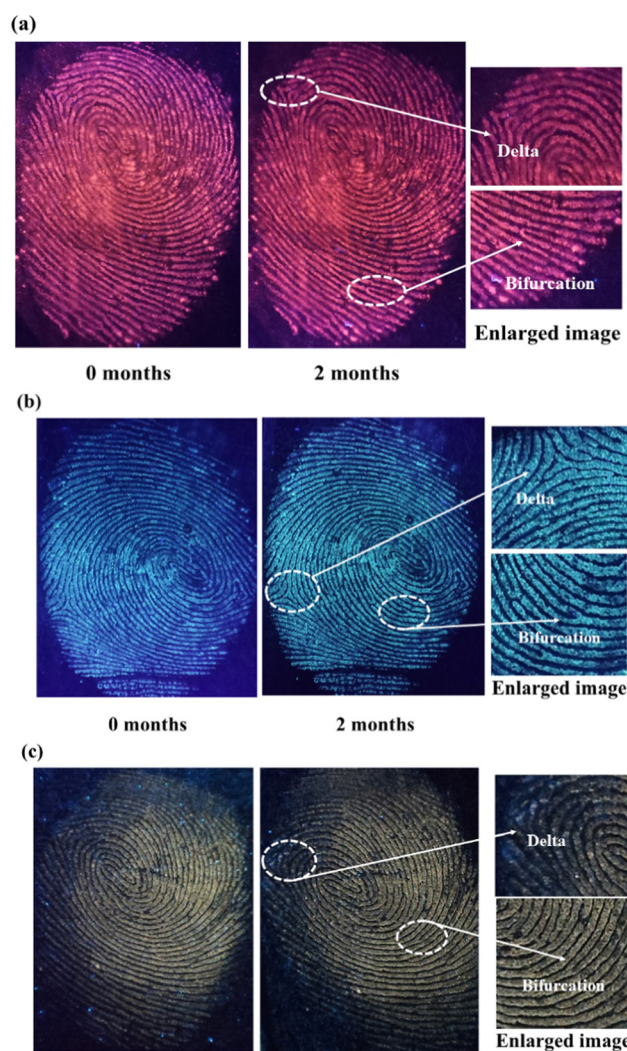 (a)
Delta
Bifurcation
Enlarged image
0 months
2 months
(b)
Delta
Bifurcation
Enlarged image
0 months
2 months
(c)
Delta
Bifurcation
Enlarged image